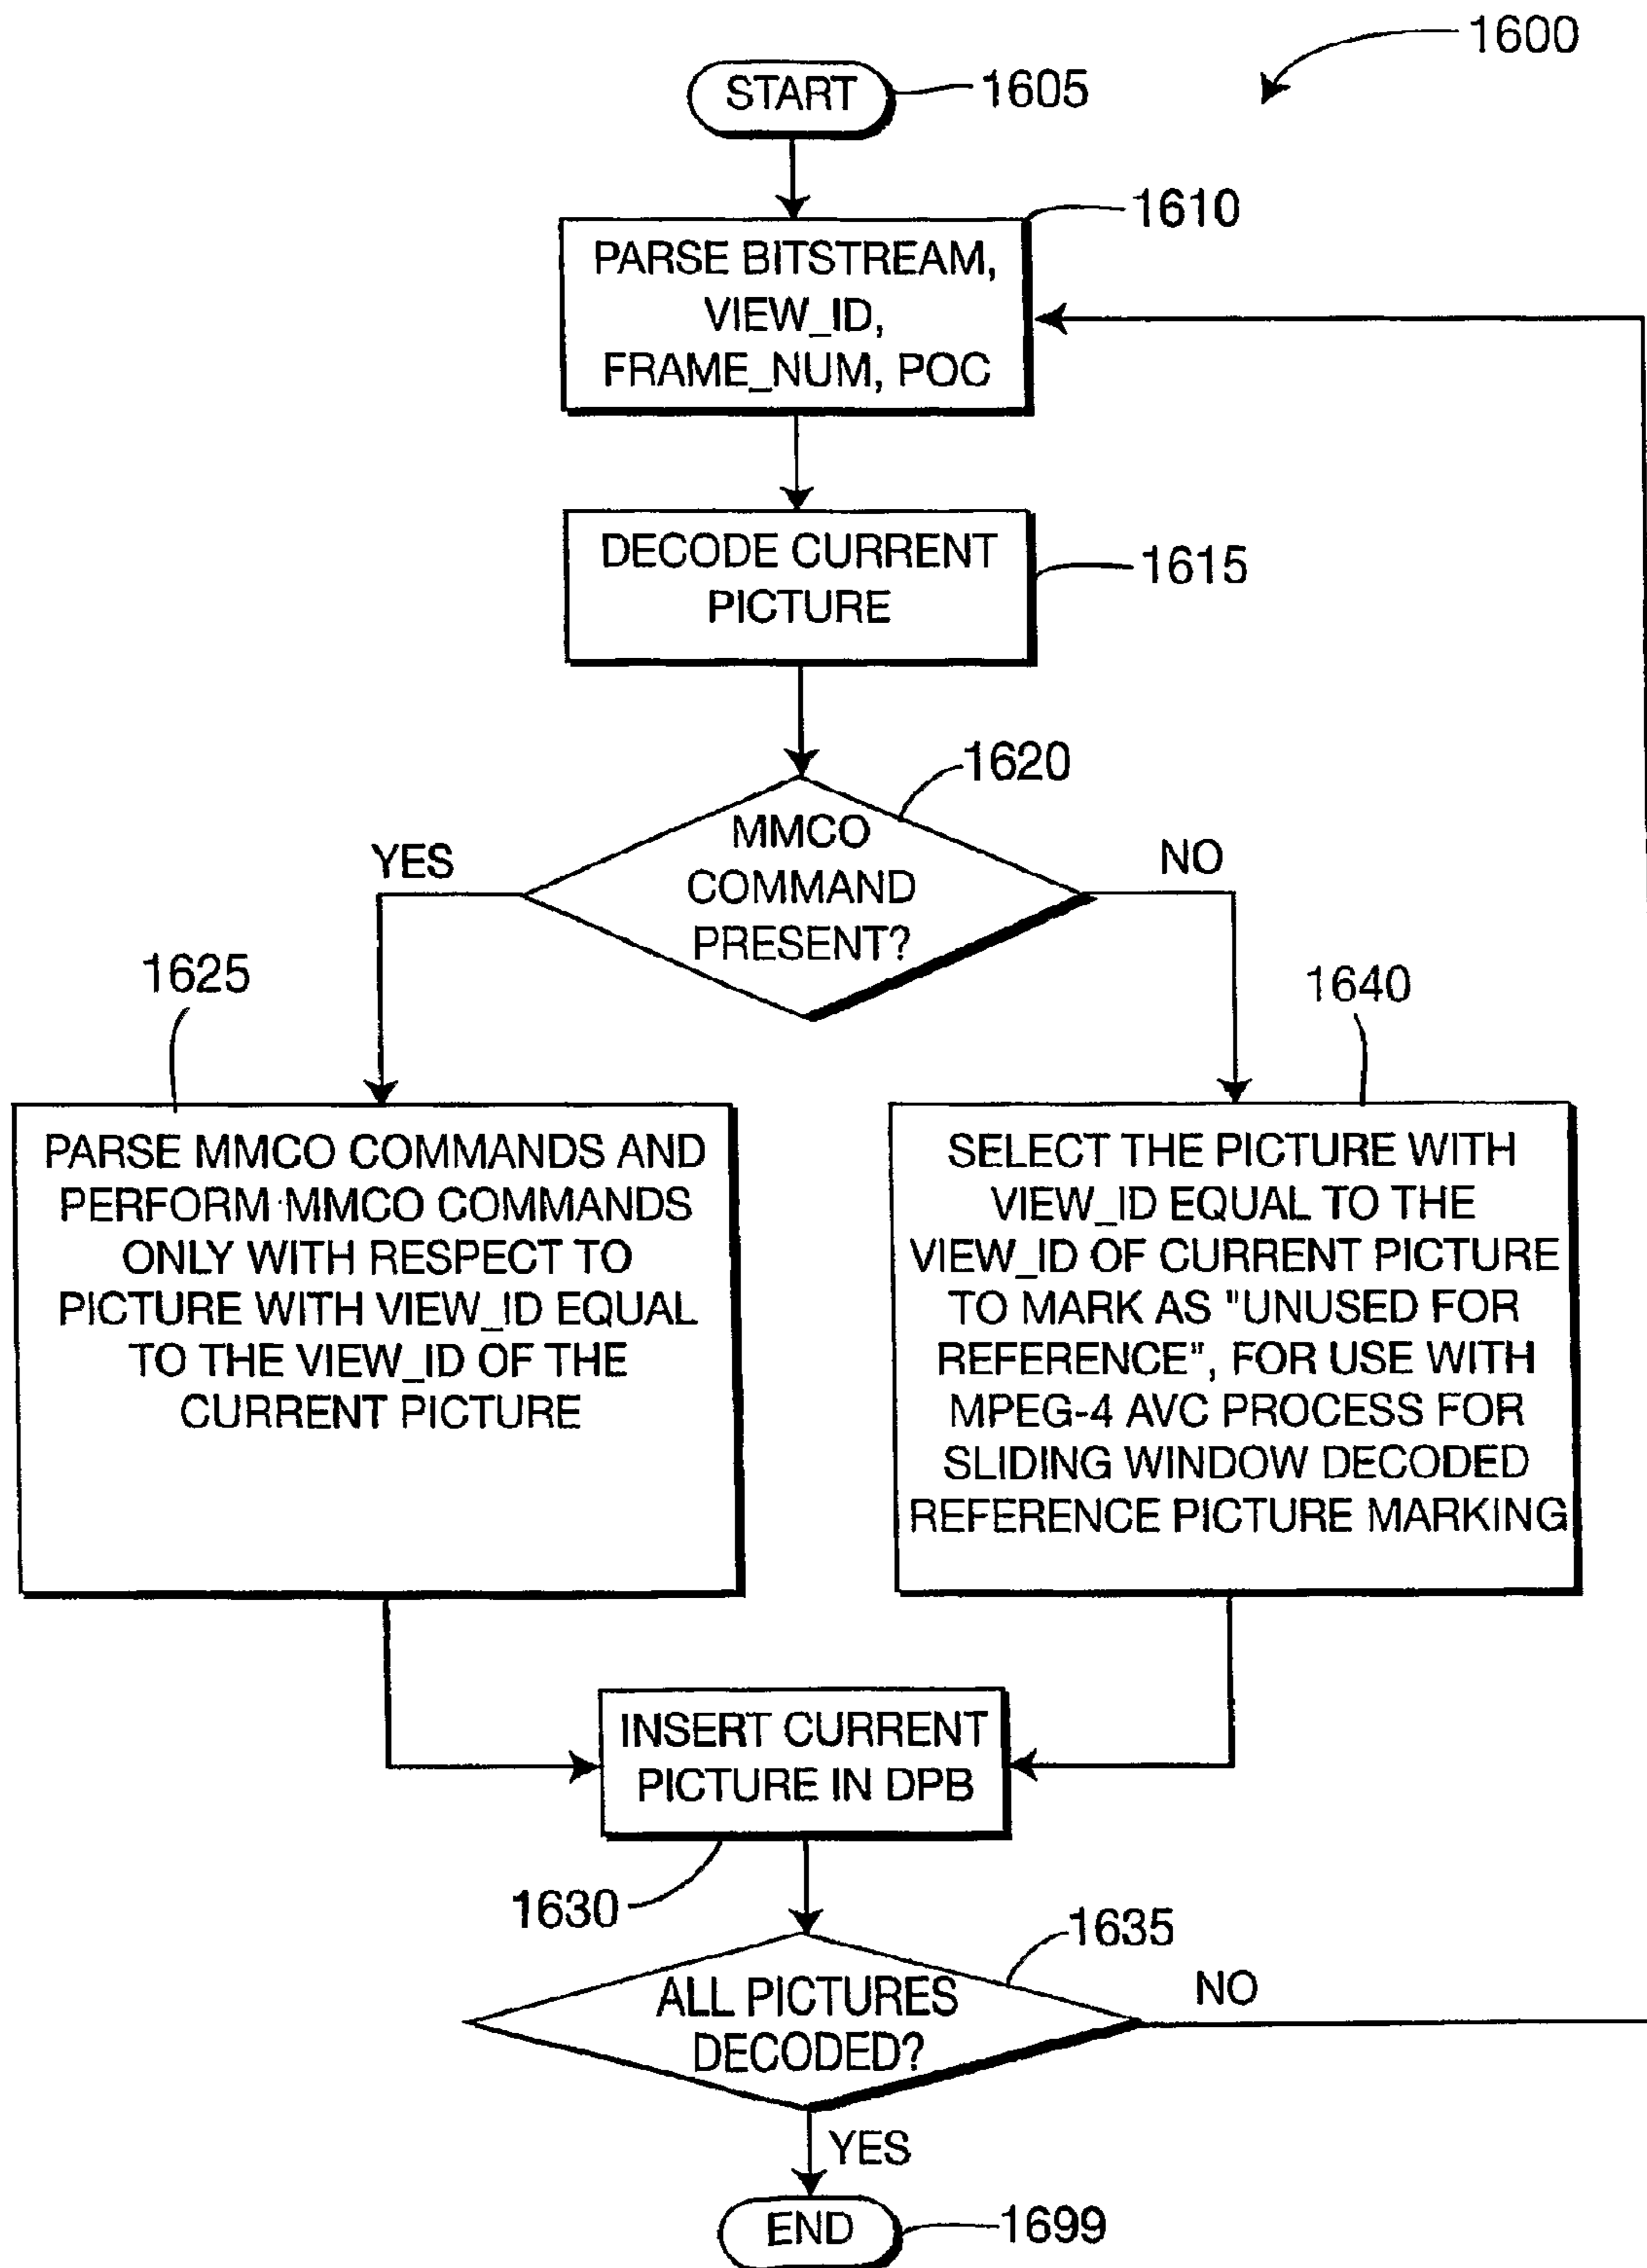 1600
START
1605
1610
PARSE BITSTREAM,
VIEW_ID,
FRAME_NUM, POC
DECODE CURRENT
PICTURE
1615
1620
MMCO
COMMAND
PRESENT?
YES
NO
1625
1640
PARSE MMCO COMMANDS AND
PERFORM MMCO COMMANDS
ONLY WITH RESPECT TO
PICTURE WITH VIEW_ID EQUAL
TO THE VIEW_ID OF THE
CURRENT PICTURE
SELECT THE PICTURE WITH
VIEW_ID EQUAL TO THE
VIEW_ID OF CURRENT PICTURE
TO MARK AS "UNUSED FOR
REFERENCE", FOR USE WITH
MPEG-4 AVC PROCESS FOR
SLIDING WINDOW DECODED
REFERENCE PICTURE MARKING
INSERT CURRENT
PICTURE IN DPB
1630
1635
ALL PICTURES
DECODED?
NO
YES
END
1699